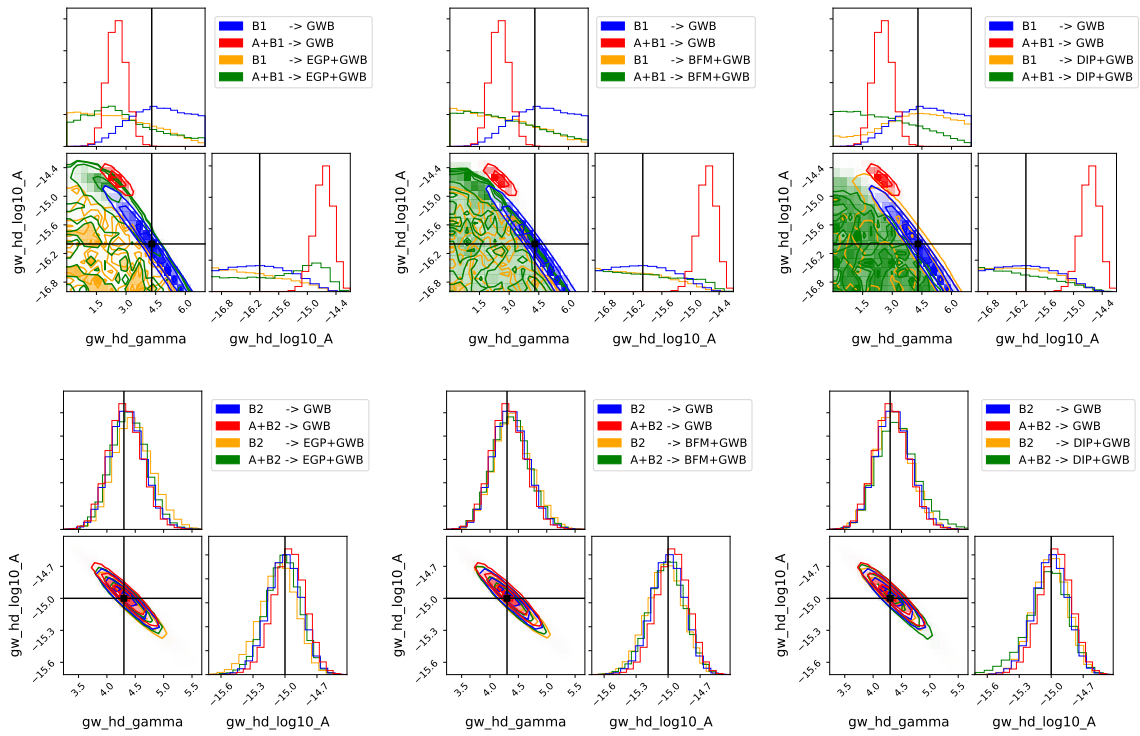 B1 -> GWB
A+B1 -> GWB
B1 -> EGP+GWB
A+B1 -> EGP+GWB
B1 -> GWB
A+B1 -> GWB
B1 -> BFM+GWB
A+B1 -> BFM+GWB
B1 -> GWB
A+B1 -> GWB
B1 -> DIP+GWB
A+B1 -> DIP+GWB
gw_hd_log10_A
−14.4
−15.0
−15.6
−16.2
−16.8
1.5
3.0
4.5
6.0
gw_hd_gamma
−16.8
−16.2
−15.6
−15.0
−14.4
gw_hd_log10_A
gw_hd_log10_A
−14.4
−15.0
−15.6
−16.2
−16.8
1.5
3.0
4.5
6.0
gw_hd_gamma
−16.8
−16.2
−15.6
−15.0
−14.4
gw_hd_log10_A
gw_hd_log10_A
−14.4
−15.0
−15.6
−16.2
−16.8
1.5
3.0
4.5
6.0
gw_hd_gamma
−16.8
−16.2
−15.6
−15.0
−14.4
gw_hd_log10_A
B2 -> GWB
A+B2 -> GWB
B2 -> EGP+GWB
A+B2 -> EGP+GWB
B2 -> GWB
A+B2 -> GWB
B2 -> BFM+GWB
A+B2 -> BFM+GWB
B2 -> GWB
A+B2 -> GWB
B2 -> DIP+GWB
A+B2 -> DIP+GWB
gw_hd_log10_A
−14.7
−15.0
−15.3
−15.6
3.5
4.0
4.5
5.0
5.5
gw_hd_gamma
−15.6
−15.3
−15.0
−14.7
gw_hd_log10_A
gw_hd_log10_A
−14.7
−15.0
−15.3
−15.6
3.5
4.0
4.5
5.0
5.5
gw_hd_gamma
−15.6
−15.3
−15.0
−14.7
gw_hd_log10_A
gw_hd_log10_A
−14.7
−15.0
−15.3
−15.6
3.5
4.0
4.5
5.0
5.5
gw_hd_gamma
−15.6
−15.3
−15.0
−14.7
gw_hd_log10_A